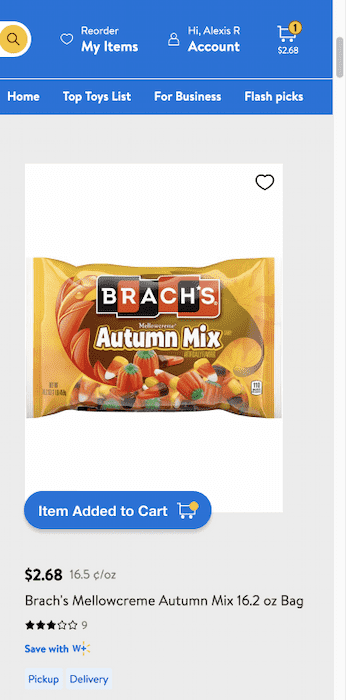 Reorder
My Items
Hi, Alexis R
Account
1
$2.68
Home
Top Toys List
For Business
Flash picks
BRACH'S
Mellowcreme
Autumn Mix
110
Item Added to Cart
$2.68 16.5 ¢/oz
Brach's Mellowcreme Autumn Mix 16.2 oz Bag
9
Save with W+
Pickup
Delivery